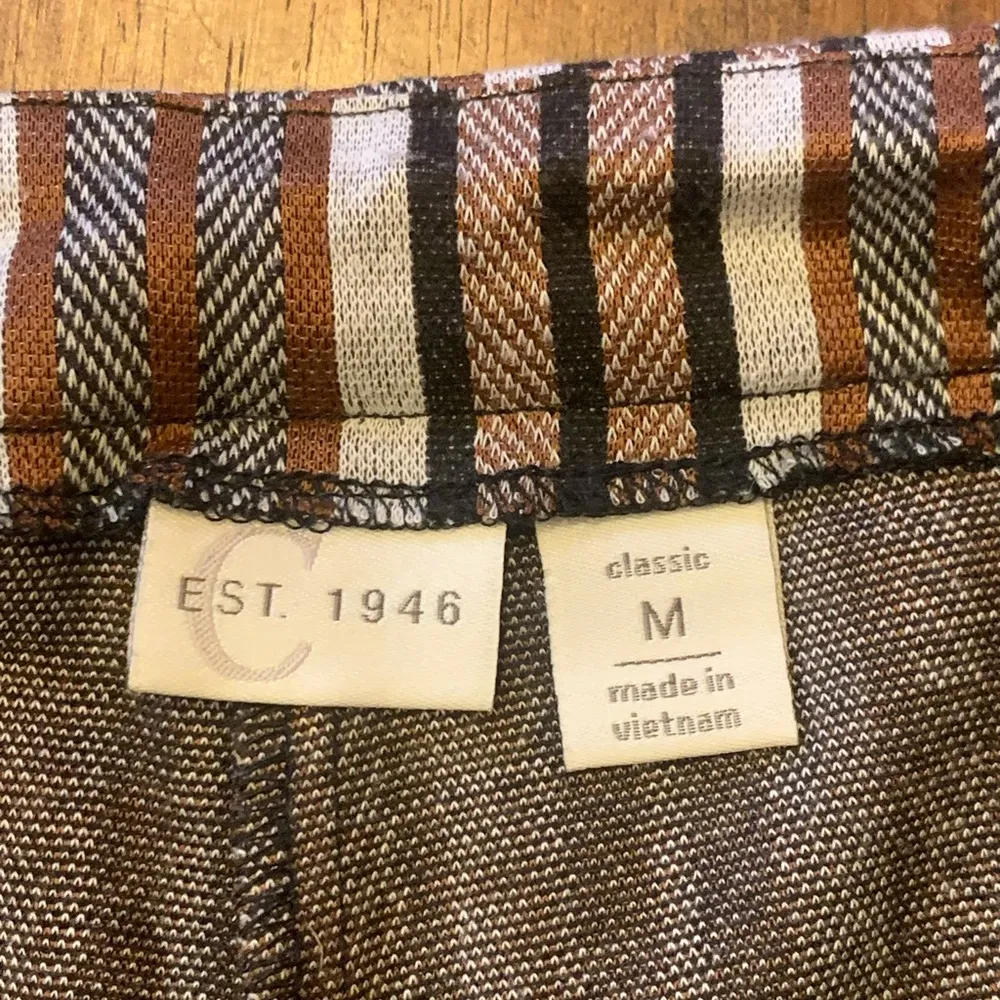 C
EST. 1946
classic
M
made in
vietnam